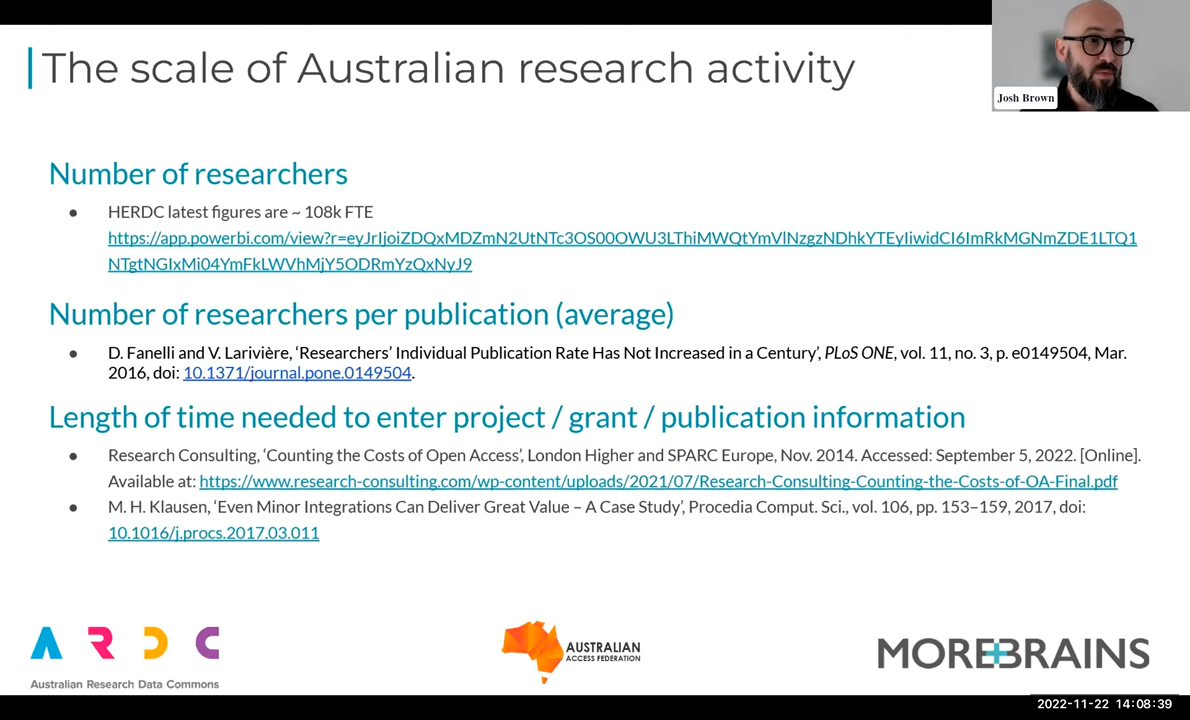 The scale of Australian research activity
Josh Brown
Number of researchers
● HERDC latest figures are ~ 108k FTE
https://app.powerbi.com/view?r=eyJrIjoiZDQxMDZmN2UtNTc3OS00OWU3LThiMWQtYmVlNzgzNDhkYTEyIiwidCI6ImRkMGNmZDE1LTQ1
NTgtNGIxMi04YmFkLWVhMjY5ODRmYzQxNyJ9
Number of researchers per publication (average)
● D. Fanelli and V. Larivière, ‘Researchers’ Individual Publication Rate Has Not Increased in a Century’, PLoS ONE, vol. 11, no. 3, p. e0149504, Mar.
2016, doi: 10.1371/journal.pone.0149504.
Length of time needed to enter project / grant / publication information
● Research Consulting, ‘Counting the Costs of Open Access’, London Higher and SPARC Europe, Nov. 2014. Accessed: September 5, 2022. [Online].
Available at: https://www.research-consulting.com/wp-content/uploads/2021/07/Research-Consulting-Counting-the-Costs-of-OA-Final.pdf
● M. H. Klausen, ‘Even Minor Integrations Can Deliver Great Value – A Case Study’, Procedia Comput. Sci., vol. 106, pp. 153–159, 2017, doi:
10.1016/j.procs.2017.03.011
ARDC
Australian Research Data Commons
AUSTRALIAN
ACCESS FEDERATION
MOREBRAINS
2022-11-22 14:08:39